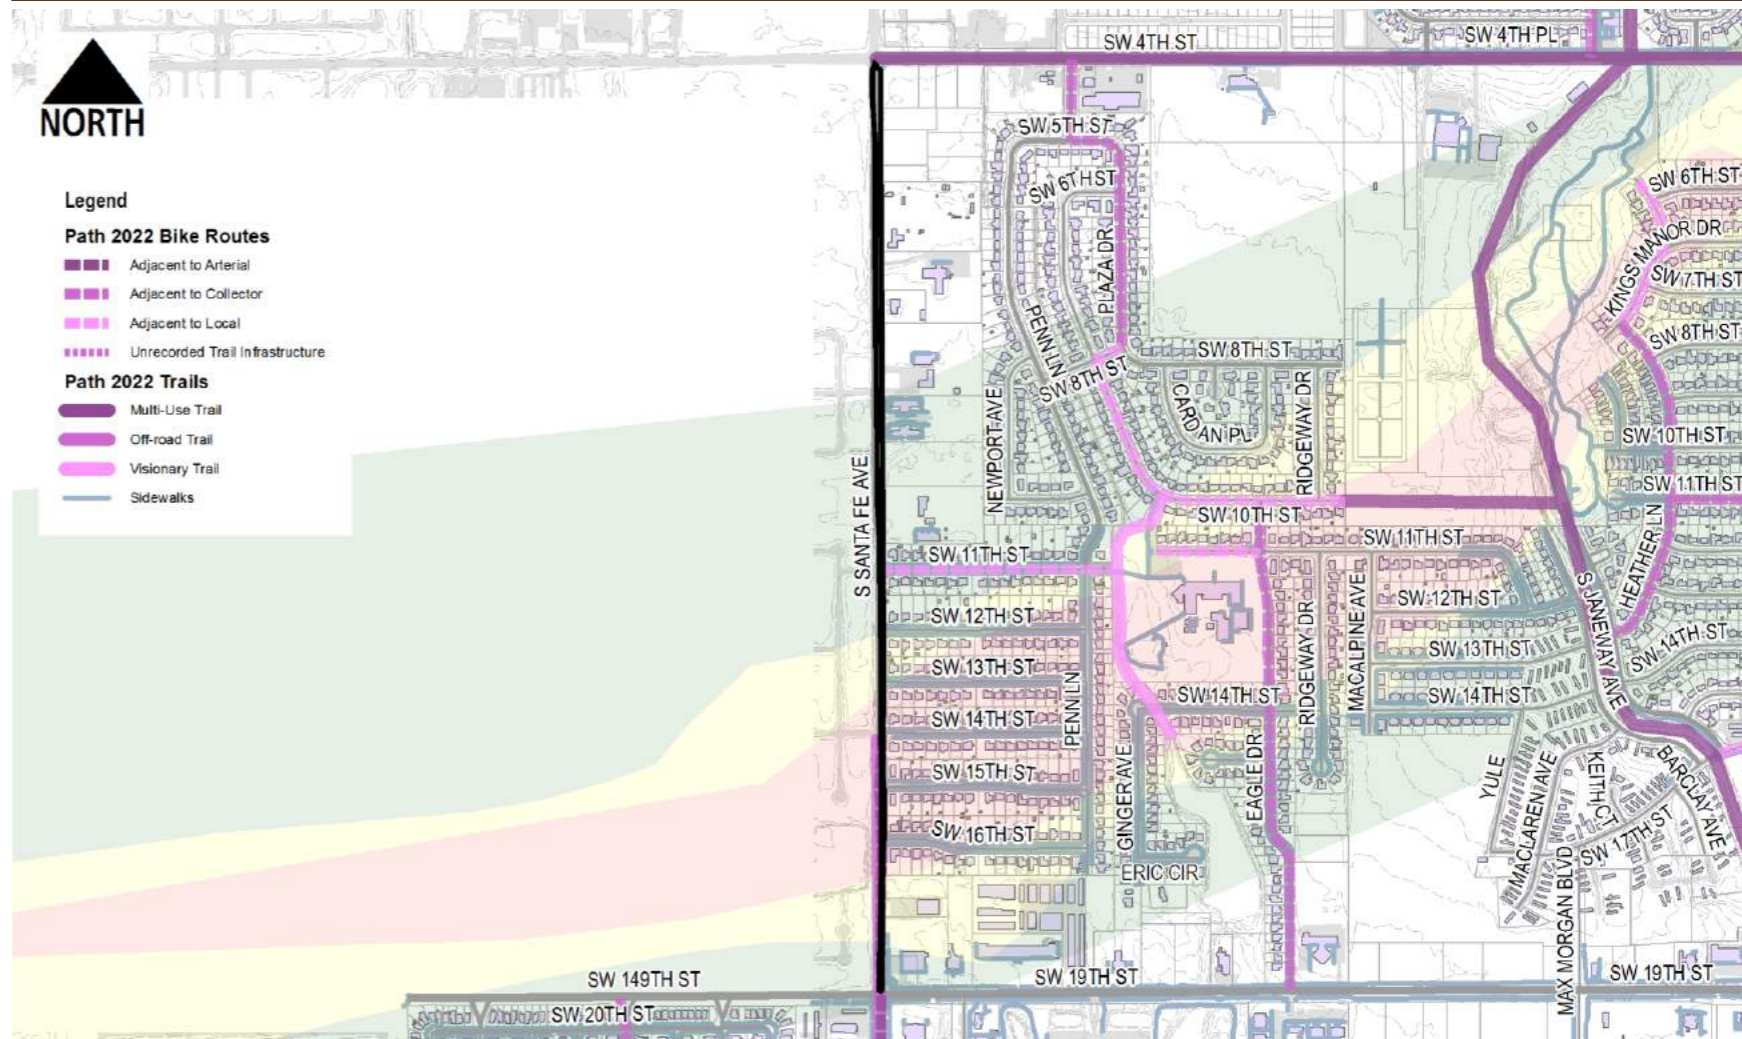 NORTH
Legend
Path 2022 Bike Routes
Adjacent to Arterial
Adjacent to Collector
Adjacent to Local
Unrecorded Trail Infrastructure
Path 2022 Trails
Multi-Use Trail
Off-road Trail
Visionary Trail
Sidewalks
SW 4TH ST
SW 4TH PL
SW 5TH ST
SW 6TH ST
SW 6TH ST
PLAZA DR
KINGS MANOR DR
SW 7TH ST
PENN LN
SW 8TH ST
SW 8TH ST
SW 8TH ST
NEWPORT AVE
CARDIGAN PL
RIDGEWAY DR
SW 10TH ST
S SANTA FE AVE
SW 11TH ST
SW 10TH ST
SW 11TH ST
SW 11TH ST
HEATHER LN
SW 12TH ST
SW 12TH ST
S JANEWAY AVE
RIDGEWAY DR
MACALPINE AVE
SW 13TH ST
SW 13TH ST
SW 14TH ST
PENN LN
SW 14TH ST
SW 14TH ST
SW 14TH ST
SW 15TH ST
GINGER AVE
EAGLE DR
YULE
MACLAREN AVE
KEITH CT
BARCLAY AVE
SW 16TH ST
SW 17TH ST
ERIC CIR
MAX MORGAN BLVD
SW 149TH ST
SW 19TH ST
SW 19TH ST
SW 20TH ST